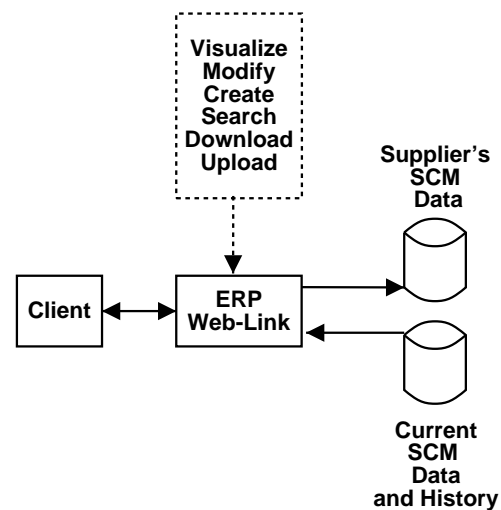 Visualize
Modify
Create
Search
Download
Upload
Supplier's
SCM
Data
Client
ERP
Web-Link
Current
SCM
Data
and History